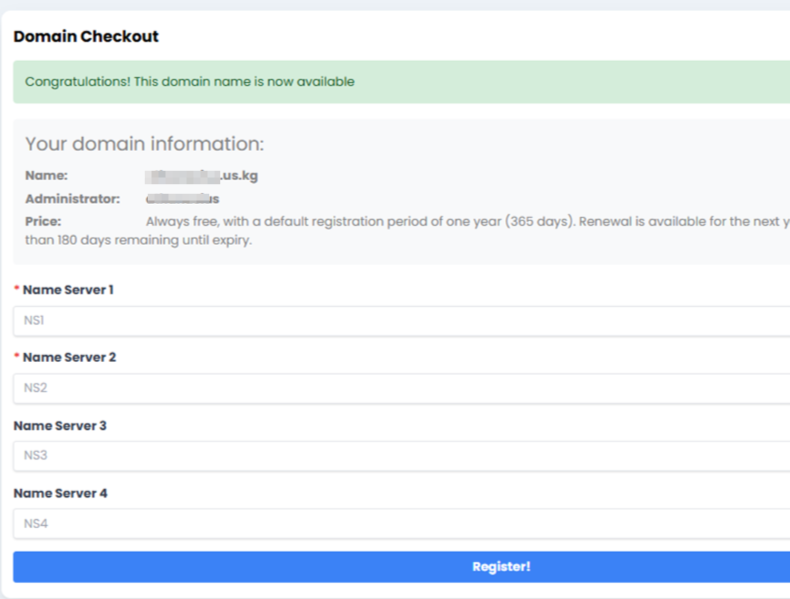 Domain Checkout
Congratulations! This domain name is now available
Your domain information:
Name: .us.kg
Administrator:
Price: Always free, with a default registration period of one year (365 days). Renewal is available for the next
than 180 days remaining until expiry.
* Name Server 1
NS1
* Name Server 2
NS2
Name Server 3
NS3
Name Server 4
NS4
Register!